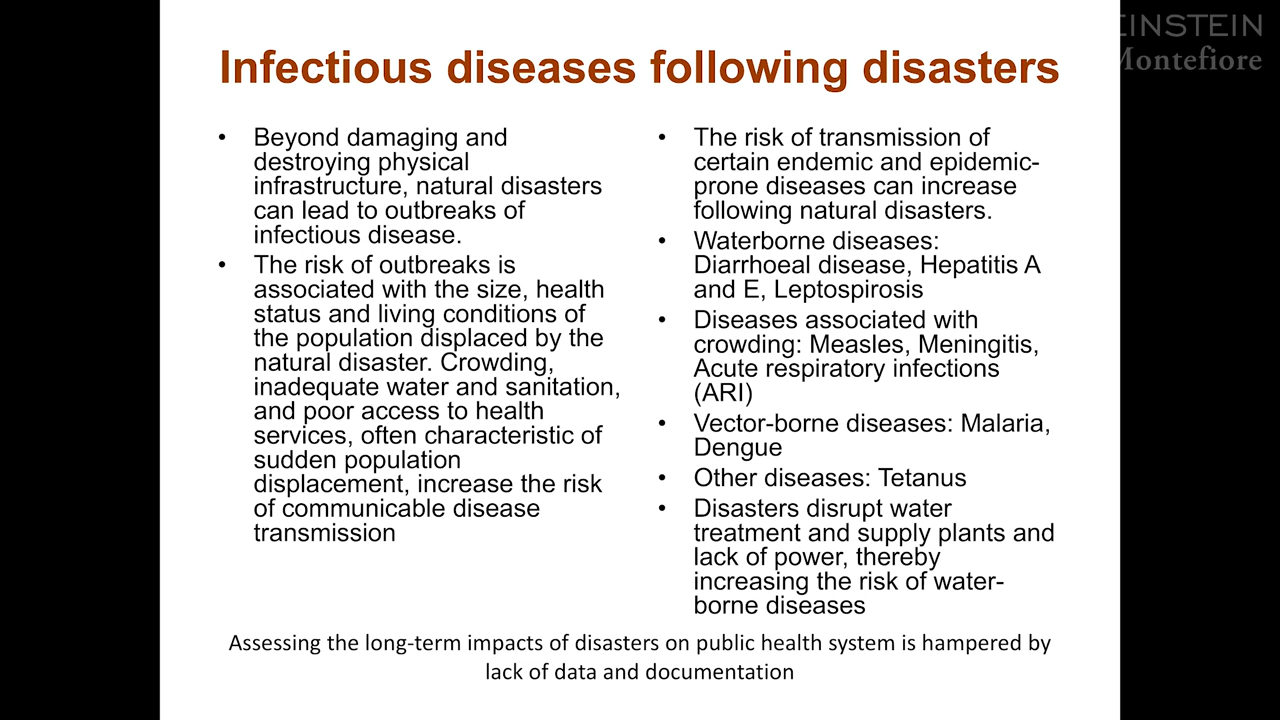 EINSTEIN
Montefiore
Infectious diseases following disasters
• Beyond damaging and
destroying physical
infrastructure, natural disasters
can lead to outbreaks of
infectious disease.
• The risk of outbreaks is
associated with the size, health
status and living conditions of
the population displaced by the
natural disaster. Crowding,
inadequate water and sanitation,
and poor access to health
services, often characteristic of
sudden population
displacement, increase the risk
of communicable disease
transmission
• The risk of transmission of
certain endemic and epidemic-
prone diseases can increase
following natural disasters.
• Waterborne diseases:
Diarrhoeal disease, Hepatitis A
and E, Leptospirosis
• Diseases associated with
crowding: Measles, Meningitis,
Acute respiratory infections
(ARI)
• Vector-borne diseases: Malaria,
Dengue
• Other diseases: Tetanus
• Disasters disrupt water
treatment and supply plants and
lack of power, thereby
increasing the risk of water-
borne diseases
Assessing the long-term impacts of disasters on public health system is hampered by
lack of data and documentation